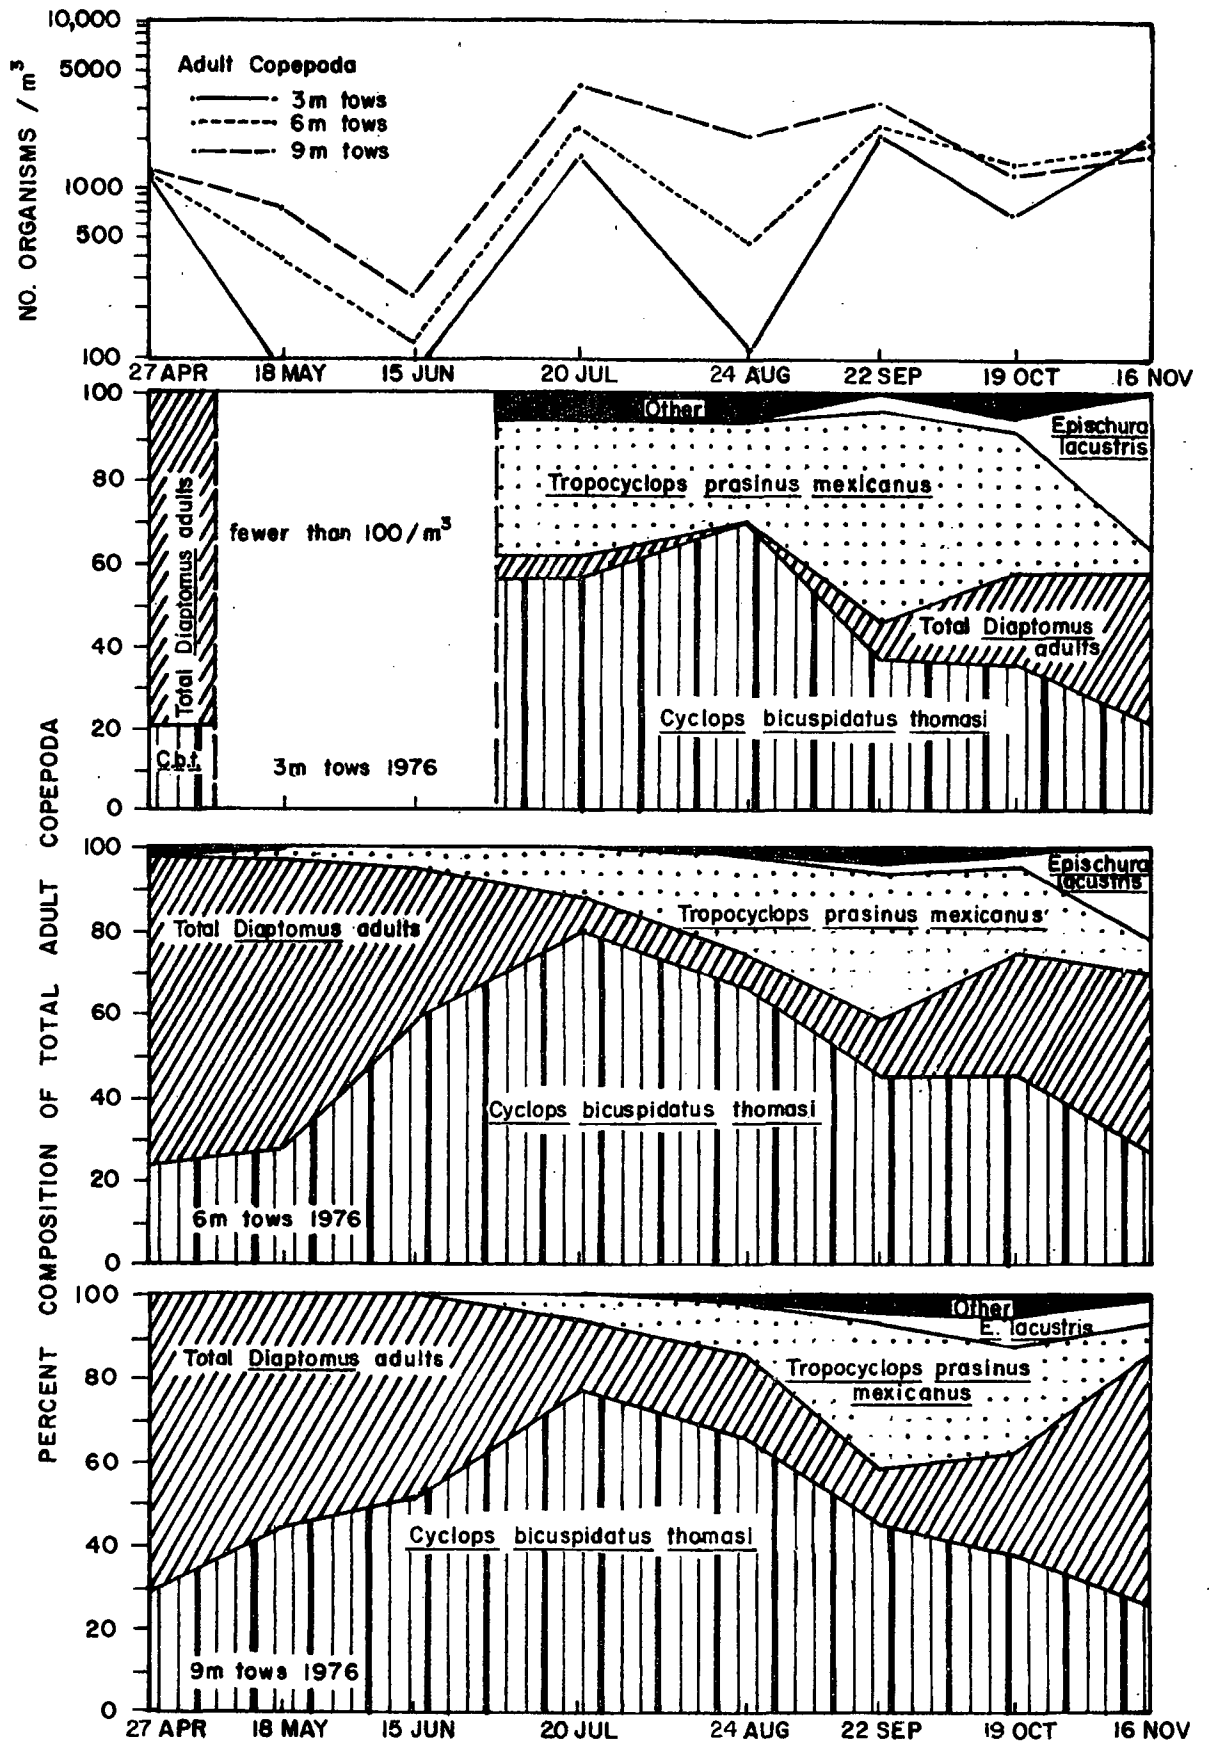 10,000
5000
1000
500
100
NO. ORGANISMS / m³
Adult Copepoda
3m tows
6m tows
9m tows
27 APR 18 MAY 15 JUN 20 JUL 24 AUG 22 SEP 19 OCT 16 NOV
PERCENT COMPOSITION OF TOTAL ADULT COPEPODA
100
80
60
40
20
0
Other
Epischura
lacustris
Tropocyclops prasinus mexicanus
Total Diaptomus adults
fewer than 100/m³
Total Diaptomus
adults
Cyclops bicuspidatus thomasi
C.b.t.
3m tows 1976
100
80
60
40
20
0
Epischura
lacustris
Tropocyclops prasinus mexicanus
Total Diaptomus adults
Cyclops bicuspidatus thomasi
6m tows 1976
100
80
60
40
20
0
Other
E. lacustris
Total Diaptomus adults
Tropocyclops prasinus
mexicanus
Cyclops bicuspidatus thomasi
9m tows 1976
27 APR 18 MAY 15 JUN 20 JUL 24 AUG 22 SEP 19 OCT 16 NOV